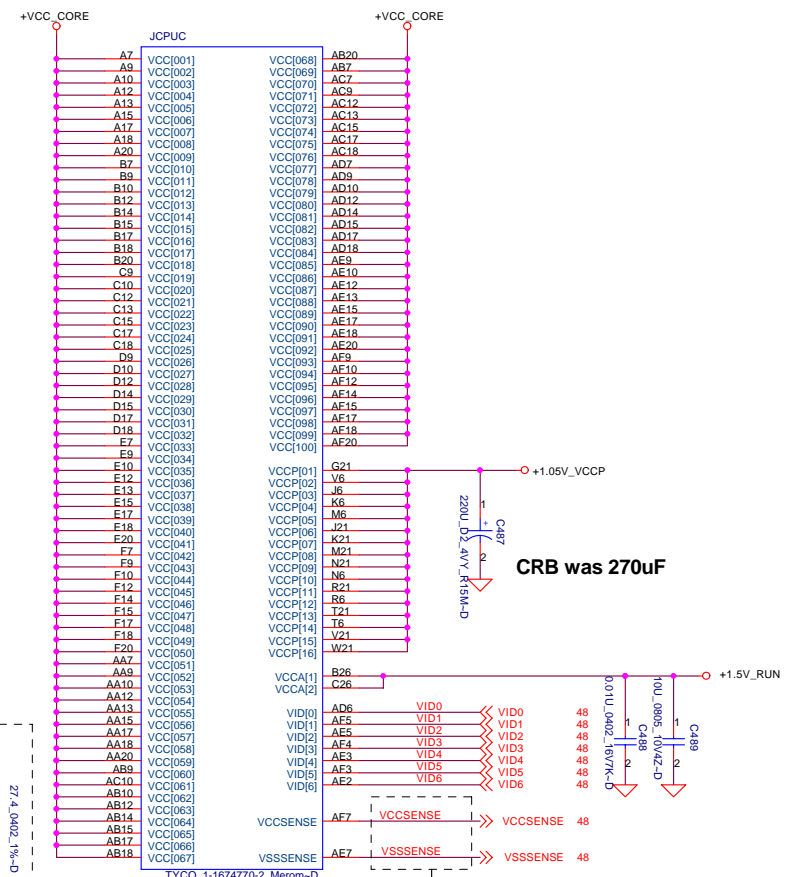 +VCC_CORE +VCC_CORE
JCPUC
A7 VCC[001] VCC[068] AB20
A9 VCC[002] VCC[069] AB7
A10 VCC[003] VCC[070] AC7
A12 VCC[004] VCC[071] AC9
A13 VCC[005] VCC[072] AC12
A15 VCC[006] VCC[073] AC13
A17 VCC[007] VCC[074] AC15
A18 VCC[008] VCC[075] AC17
A20 VCC[009] VCC[076] AC18
B7 VCC[010] VCC[077] AD7
B9 VCC[011] VCC[078] AD9
B10 VCC[012] VCC[079] AD10
B12 VCC[013] VCC[080] AD12
B14 VCC[014] VCC[081] AD14
B15 VCC[015] VCC[082] AD15
B17 VCC[016] VCC[083] AD17
B18 VCC[017] VCC[084] AD18
B20 VCC[018] VCC[085] AE9
C9 VCC[019] VCC[086] AE10
C10 VCC[020] VCC[087] AE12
C12 VCC[021] VCC[088] AE13
C13 VCC[022] VCC[089] AE15
C15 VCC[023] VCC[090] AE17
C17 VCC[024] VCC[091] AE18
C18 VCC[025] VCC[092] AE20
D9 VCC[026] VCC[093] AF9
D10 VCC[027] VCC[094] AF10
D12 VCC[028] VCC[095] AF12
D14 VCC[029] VCC[096] AF14
D15 VCC[030] VCC[097] AF15
D17 VCC[031] VCC[098] AF17
D18 VCC[032] VCC[099] AF18
E7 VCC[033] VCC[100] AF20
E9 VCC[034]
E10 VCC[035] VCCP[01] G21 +1.05V_VCCP
E12 VCC[036] VCCP[02] V6
E13 VCC[037] VCCP[03] J6
E15 VCC[038] VCCP[04] K6
E17 VCC[039] VCCP[05] M6
E18 VCC[040] VCCP[06] J21
E20 VCC[041] VCCP[07] K21
F7 VCC[042] VCCP[08] M21
F9 VCC[043] VCCP[09] N21
F10 VCC[044] VCCP[10] N6
F12 VCC[045] VCCP[11] R21
F14 VCC[046] VCCP[12] R6
F15 VCC[047] VCCP[13] T21
F17 VCC[048] VCCP[14] T6
F18 VCC[049] VCCP[15] V21
F20 VCC[050] VCCP[16] W21
1
+
2
C487
220U_D2_4VY_R15M~D
CRB was 270uF
AA7 VCC[051]
AA9 VCC[052] VCCA[1] B26 +1.5V_RUN
AA10 VCC[053] VCCA[2] C26
AA12 VCC[054]
AA13 VCC[055] VID[0] AD6 VID0 VID0 48
AA15 VCC[056] VID[1] AF5 VID1 VID1 48
AA17 VCC[057] VID[2] AE5 VID2 VID2 48
AA18 VCC[058] VID[3] AF4 VID3 VID3 48
AA20 VCC[059] VID[4] AE3 VID4 VID4 48
AB9 VCC[060] VID[5] AF3 VID5 VID5 48
AC10 VCC[061] VID[6] AE2 VID6 VID6 48
AB10 VCC[062]
AB12 VCC[063]
AB14 VCC[064] VCCSENSE AF7 VCCSENSE VCCSENSE 48
AB15 VCC[065]
AB17 VCC[066]
AB18 VCC[067] VSSSENSE AE7 VSSSENSE VSSSENSE 48
0.01U_0402_16V7K~D
1
2
C488
10U_0805_10V4Z~D
1
2
C489
27.4_0402_1%~D
TYCO_1-1674770-2_Merom~D